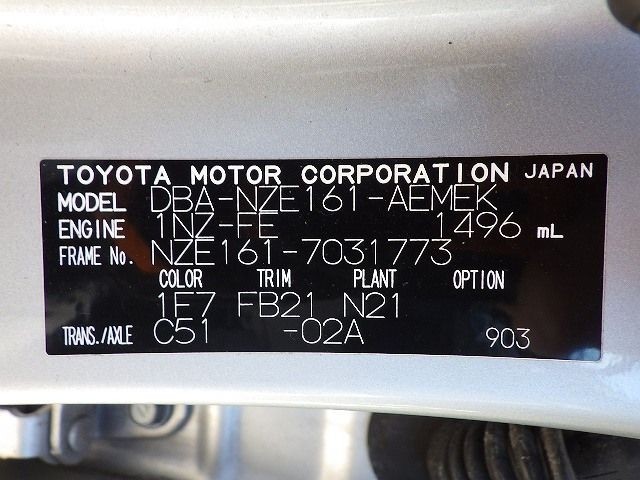 TOYOTA MOTOR CORPORATION JAPAN
MODEL DBA-NZE161-AEMEK
ENGINE 1NZ-FE 1496 mL
FRAME No. NZE161-7031773
COLOR TRIM PLANT OPTION
1F7 FB21 N21
TRANS./AXLE C51 -02A 903